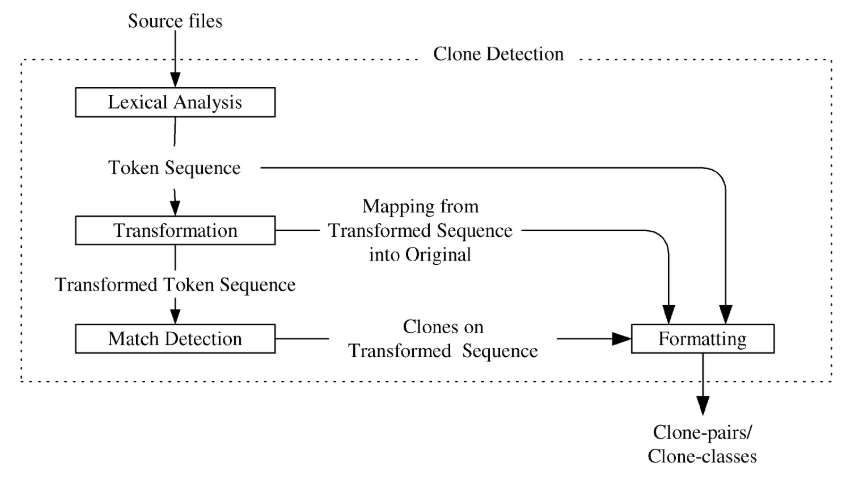 Source files
Clone Detection
Lexical Analysis
Token Sequence
Transformation
Mapping from
Transformed Sequence
into Original
Transformed Token Sequence
Match Detection
Clones on
Transformed Sequence
Formatting
Clone-pairs/
Clone-classes